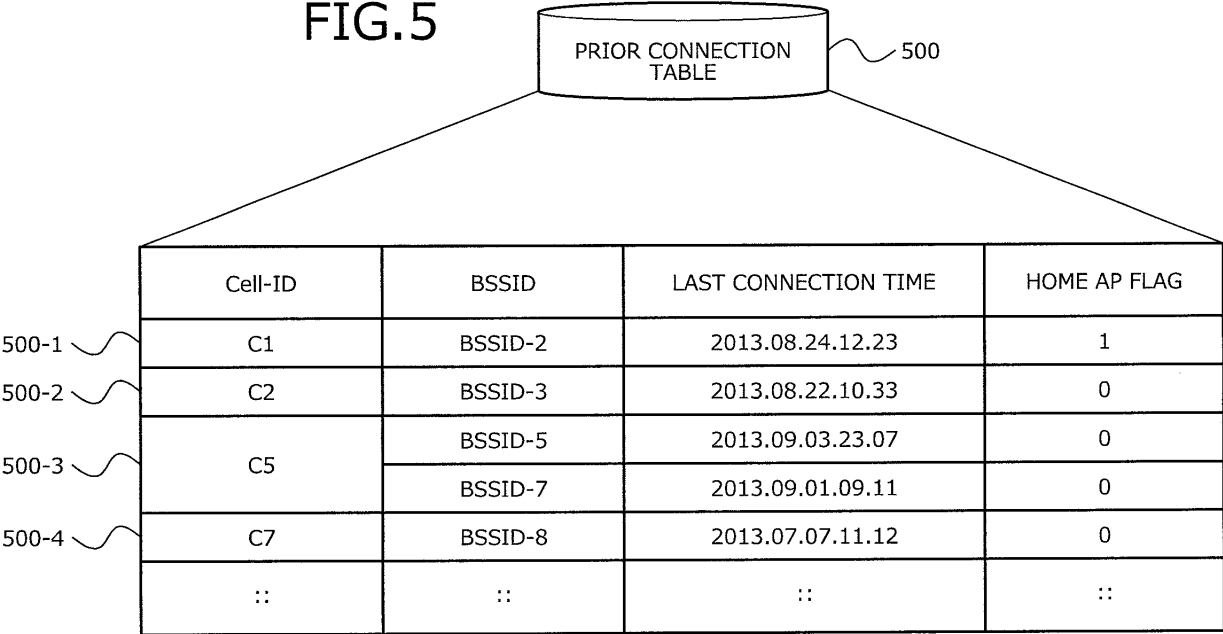 FIG.5
PRIOR CONNECTION
TABLE
500
Cell-ID BSSID LAST CONNECTION TIME HOME AP FLAG
500-1 C1 BSSID-2 2013.08.24.12.23 1
500-2 C2 BSSID-3 2013.08.22.10.33 0
500-3 C5 BSSID-5 2013.09.03.23.07 0
BSSID-7 2013.09.01.09.11 0
500-4 C7 BSSID-8 2013.07.07.11.12 0
:: :: :: ::